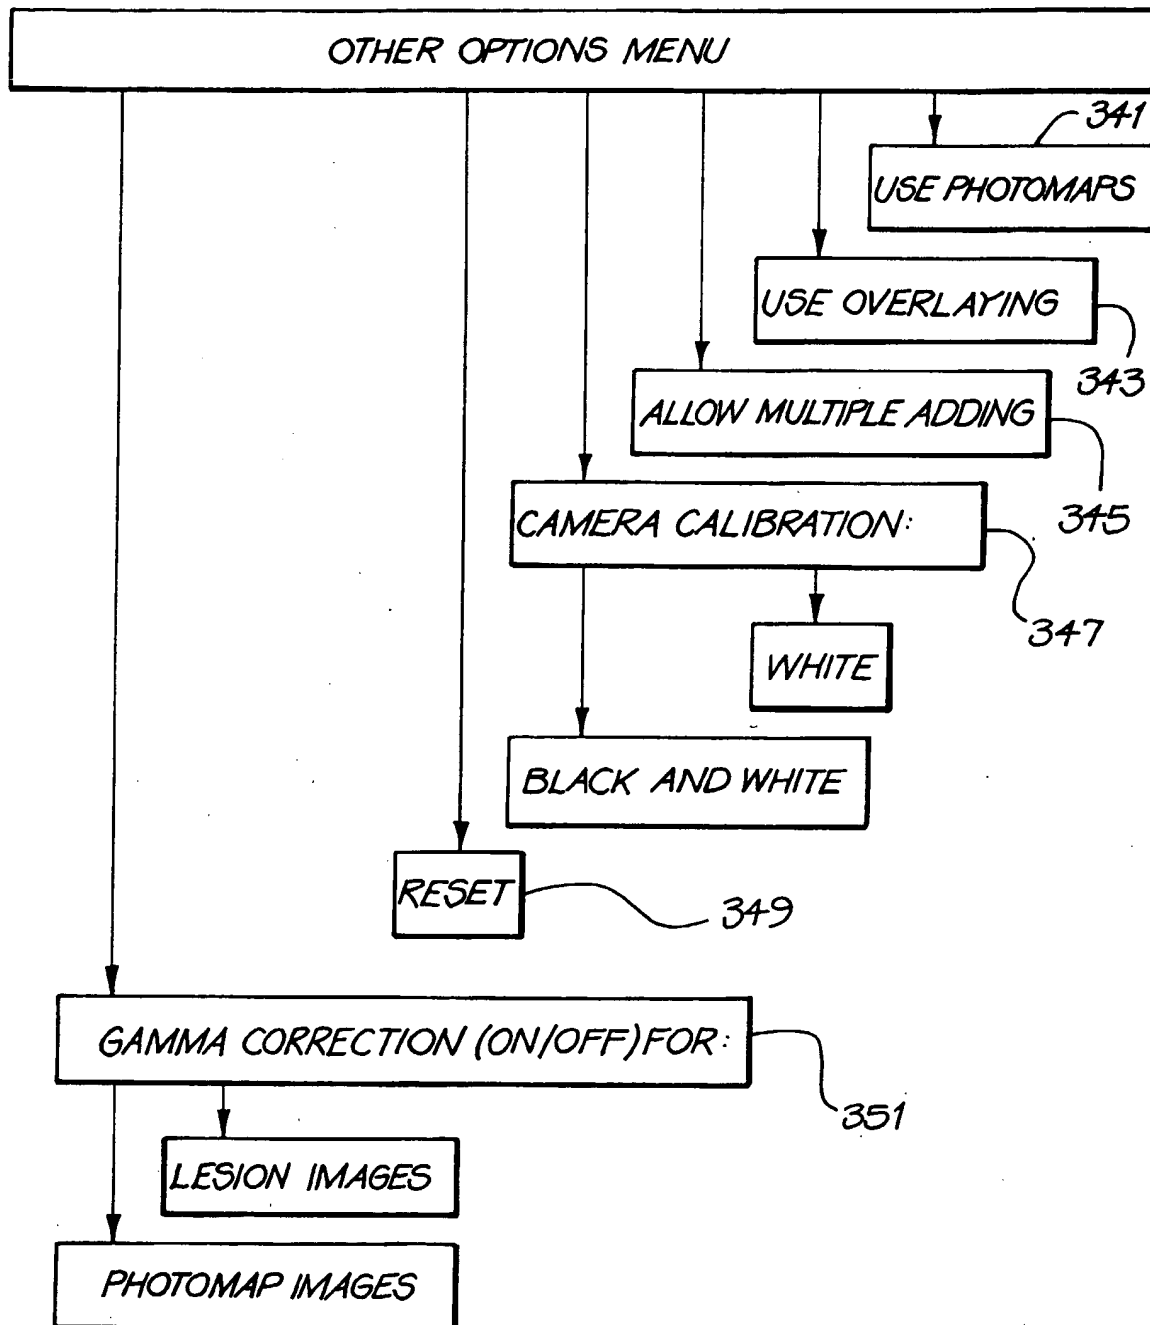 OTHER OPTIONS MENU
341
USE PHOTOMAPS
USE OVERLAYING
343
ALLOW MULTIPLE ADDING
345
CAMERA CALIBRATION:
347
WHITE
BLACK AND WHITE
RESET
349
GAMMA CORRECTION (ON/OFF) FOR:
351
LESION IMAGES
PHOTOMAP IMAGES